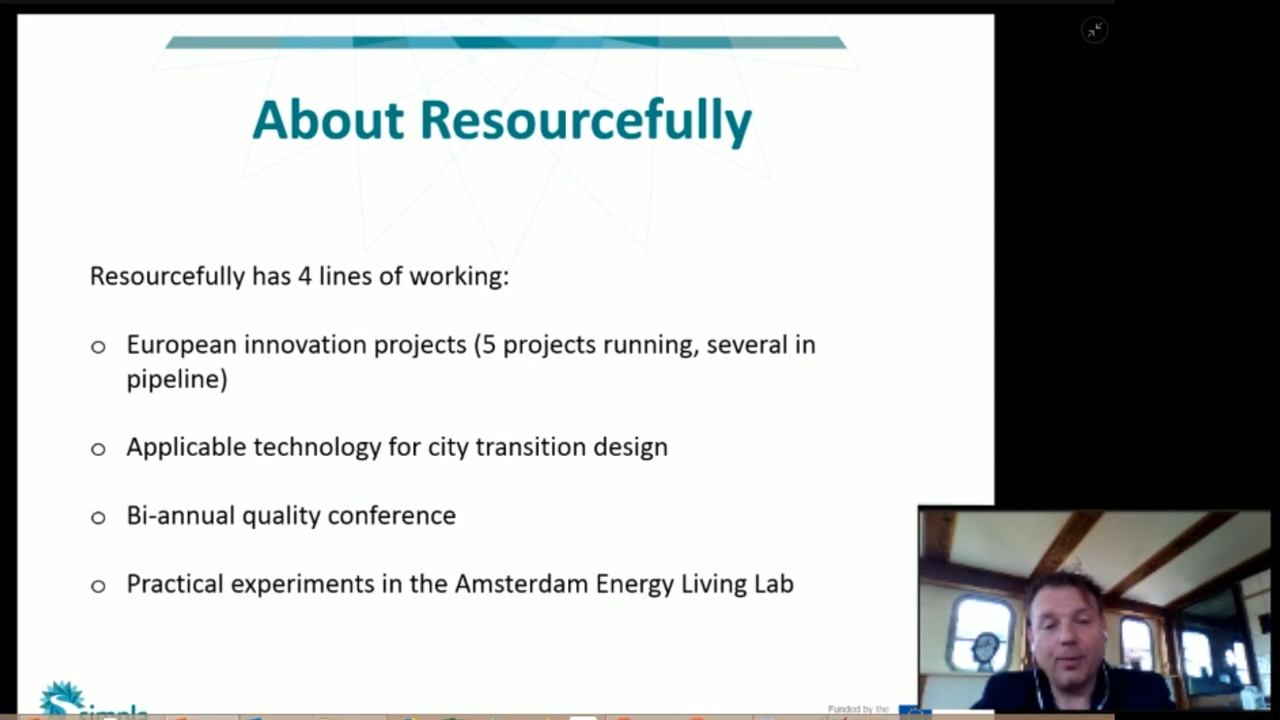 About Resourcefully
Resourcefully has 4 lines of working:
o European innovation projects (5 projects running, several in
pipeline)
o Applicable technology for city transition design
o Bi-annual quality conference
o Practical experiments in the Amsterdam Energy Living Lab
simpla
Funded by the